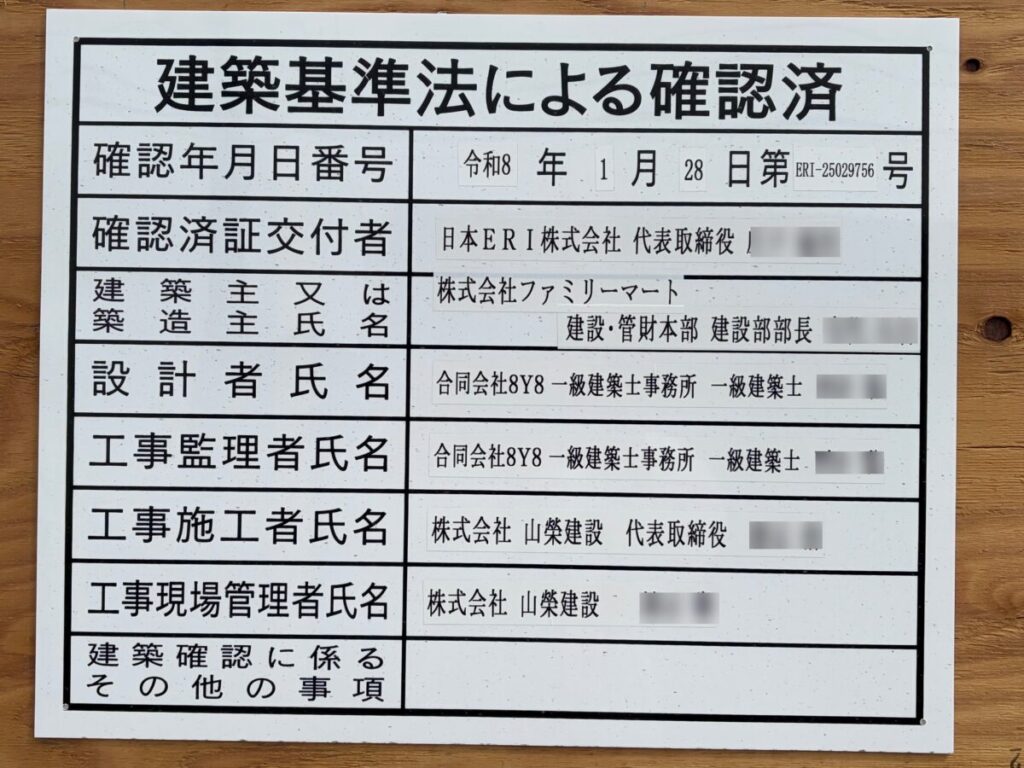 建築基準法による確認済
確認年月日番号 令和8 年 1 月 28 日第 ERI-25029756 号
確認済証交付者 日本ERI株式会社 代表取締役
建築主又は 株式会社ファミリーマート
築造主氏名 建設・管財本部 建設部部長
設計者氏名 合同会社8Y8 一級建築士事務所 一級建築士
工事監理者氏名 合同会社8Y8 一級建築士事務所 一級建築士
工事施工者氏名 株式会社 山榮建設 代表取締役
工事現場管理者氏名 株式会社 山榮建設
建築確認に係る
その他の事項